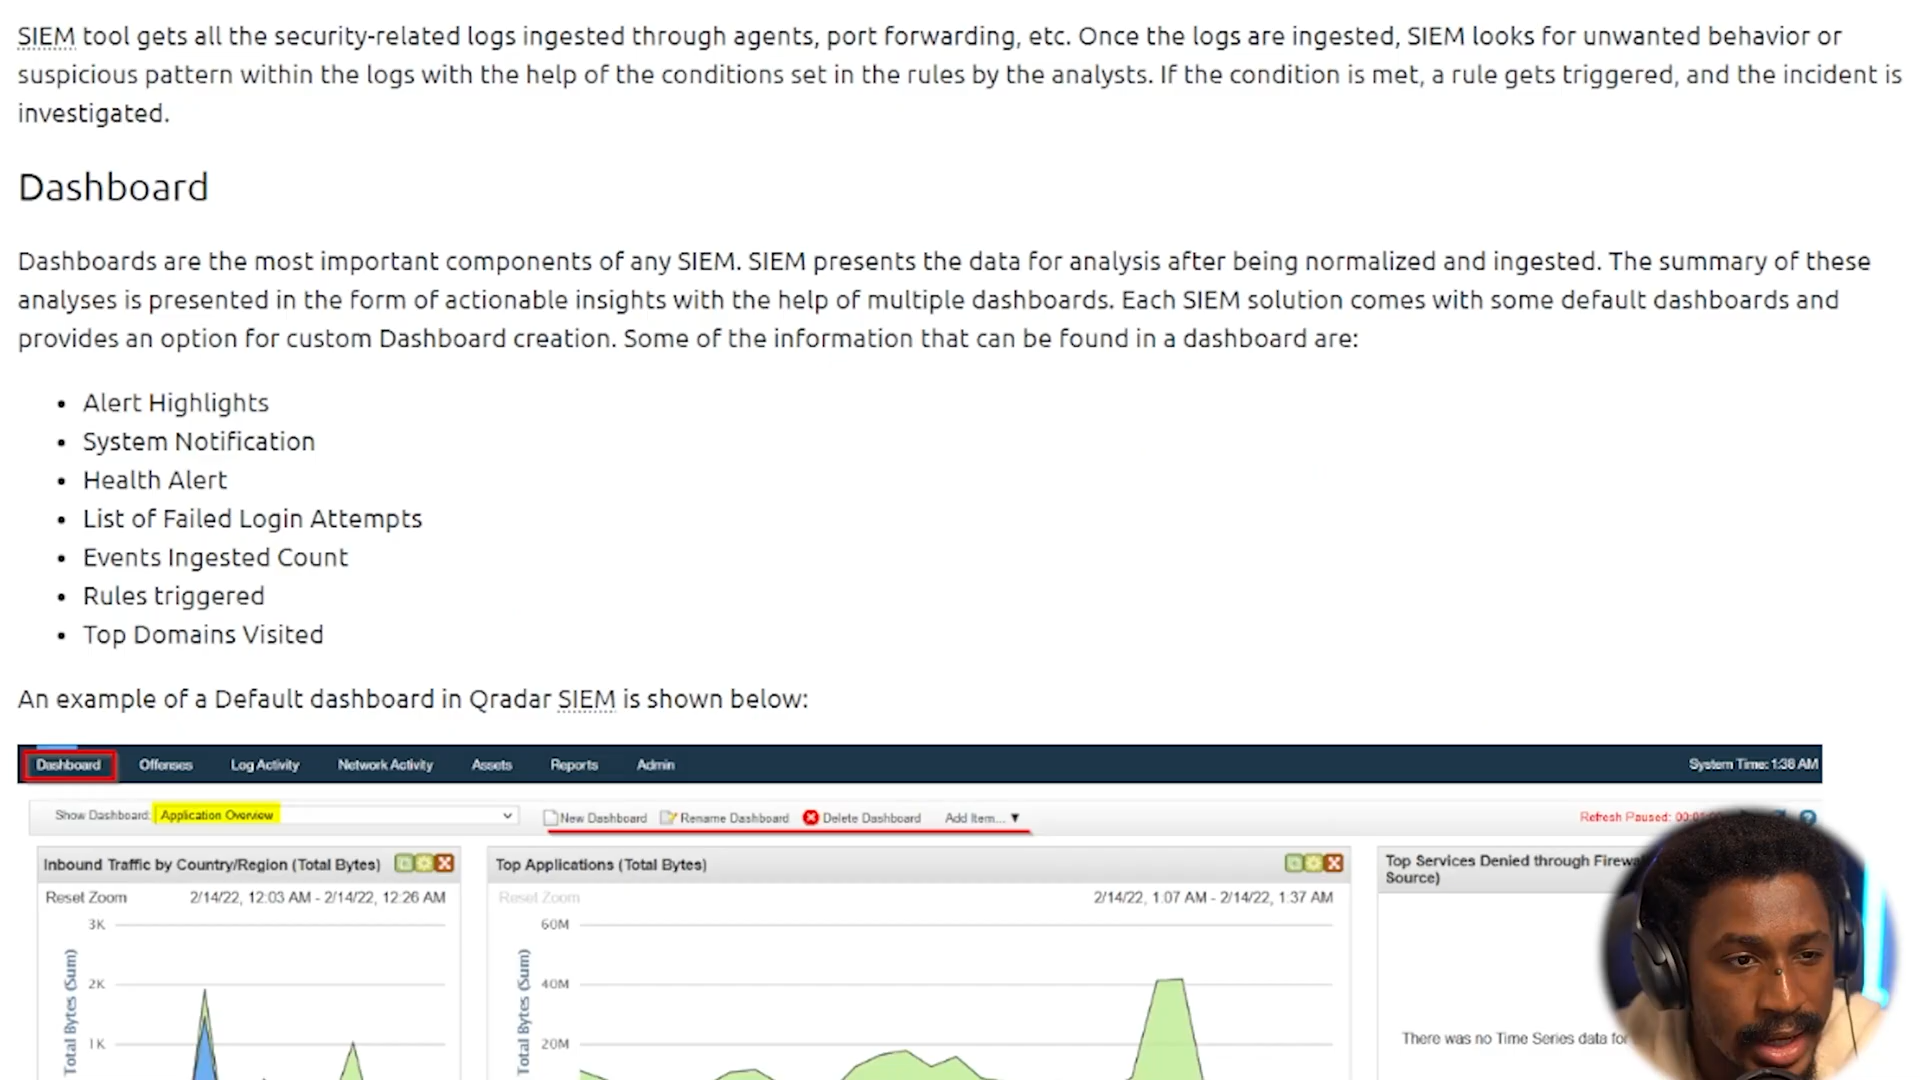 SIEM tool gets all the security-related logs ingested through agents, port forwarding, etc. Once the logs are ingested, SIEM looks for unwanted behavior or
suspicious pattern within the logs with the help of the conditions set in the rules by the analysts. If the condition is met, a rule gets triggered, and the incident is
investigated.
Dashboard
Dashboards are the most important components of any SIEM. SIEM presents the data for analysis after being normalized and ingested. The summary of these
analyses is presented in the form of actionable insights with the help of multiple dashboards. Each SIEM solution comes with some default dashboards and
provides an option for custom Dashboard creation. Some of the information that can be found in a dashboard are:
• Alert Highlights
• System Notification
• Health Alert
• List of Failed Login Attempts
• Events Ingested Count
• Rules triggered
• Top Domains Visited
An example of a Default dashboard in Qradar SIEM is shown below:
Dashboard Offenses Log Activity Network Activity Assets Reports Admin System Time: 1:38 AM
Show Dashboard: Application Overview New Dashboard Rename Dashboard Delete Dashboard Add Item... ▼ Refresh Paused:
Inbound Traffic by Country/Region (Total Bytes)
Reset Zoom 2/14/22, 12:03 AM - 2/14/22, 12:26 AM
3K
2K
1K
Total Bytes (Sum)
Top Applications (Total Bytes)
Reset Zoom 2/14/22, 1:07 AM - 2/14/22, 1:37 AM
60M
40M
20M
Total Bytes (Sum)
Top Services Denied through
Source)
There was no Time Series data for